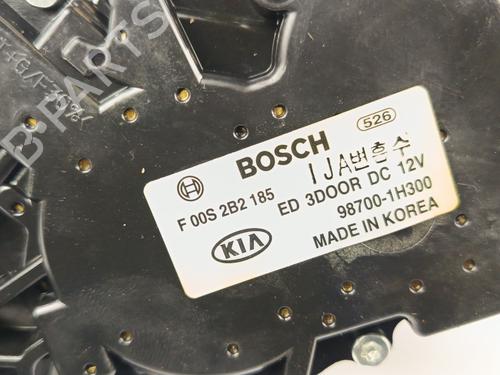 BOSCH
526
IJA변흥수
F 00S 2B2 185
ED 3DOOR DC 12V
KIA
98700-1H300
MADE IN KOREA
B-PARTS